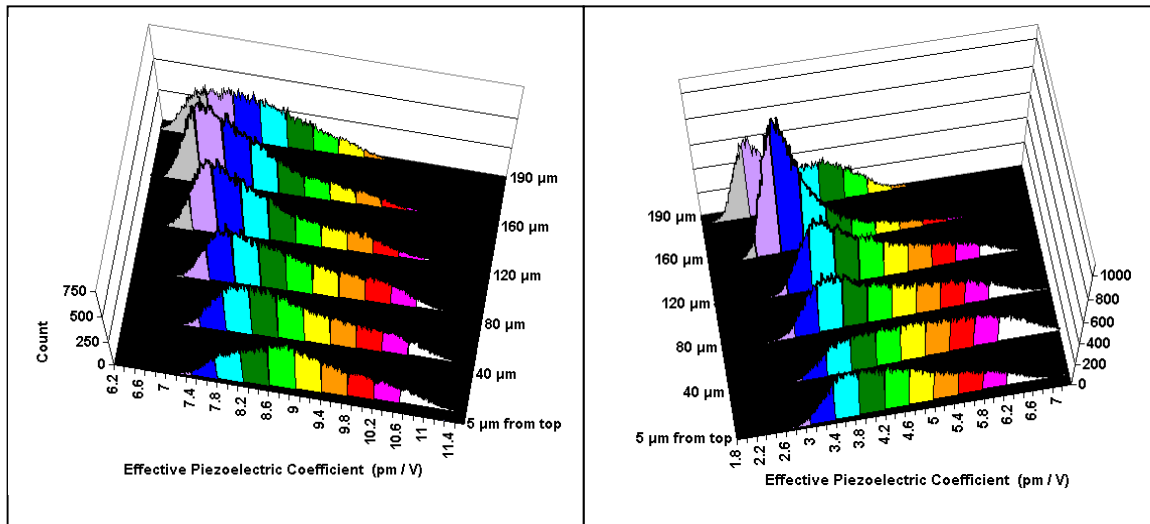 750
500
250
0
Count
6.2
6.6
7
7.4
7.8
8.2
8.6
9
9.4
9.8
10.2
10.6
11
11.4
190 µm
160 µm
120 µm
80 µm
40 µm
5 µm from top
Effective Piezoelectric Coefficient (pm / V)
190 µm
160 µm
120 µm
80 µm
40 µm
5 µm from top
1.8
2.2
2.6
3
3.4
3.8
4.2
4.6
5
5.4
5.8
6.2
6.6
7
1000
800
600
400
200
0
Effective Piezoelectric Coefficient (pm / V)